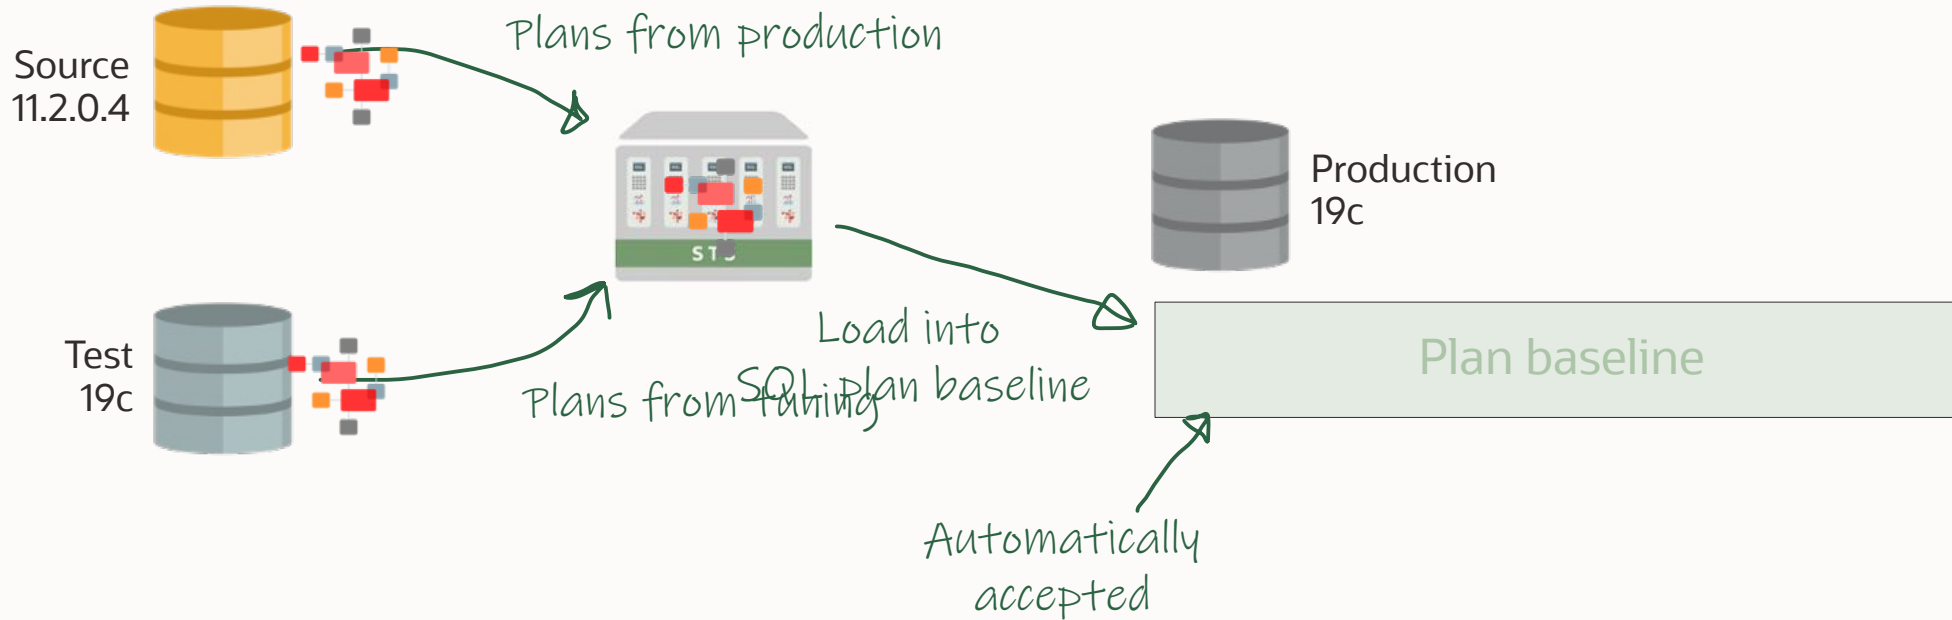 Plans from production
Source
11.2.0.4
STS
Production
19c
Load into
SQL plan baseline
Plan baseline
Test
19c
Plans from tuning
Automatically
accepted